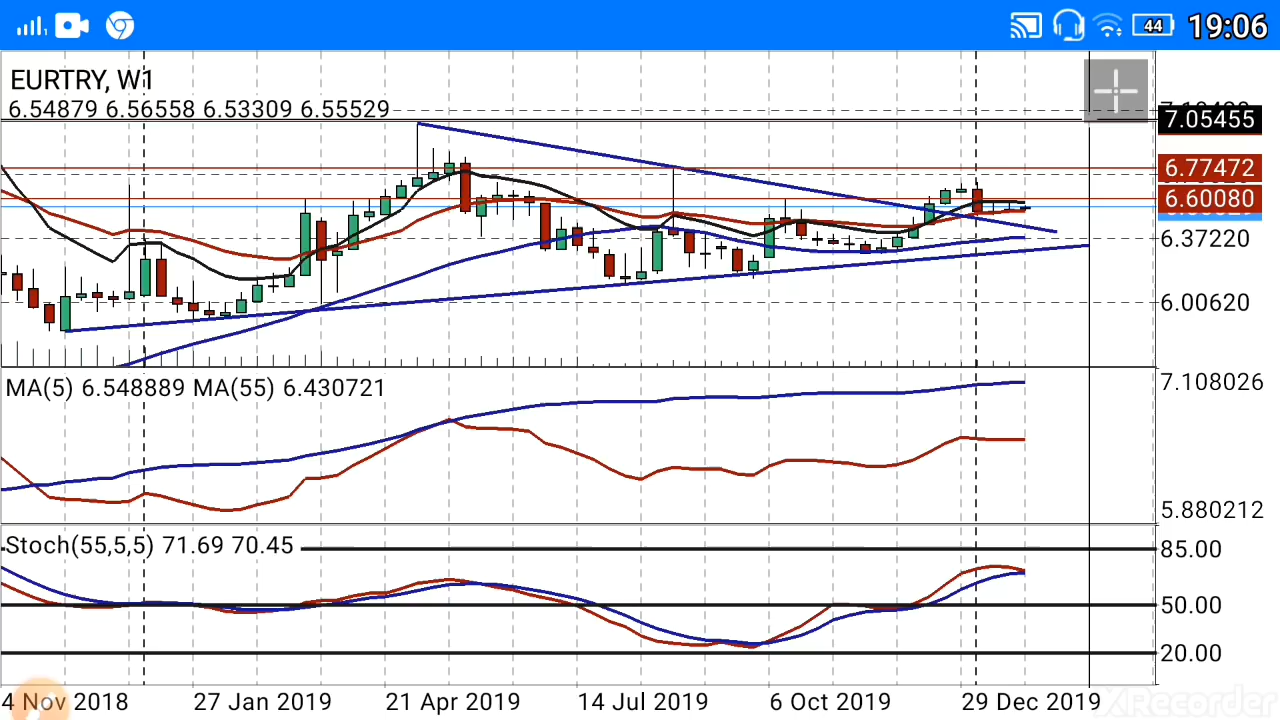 44 19:06
EURTRY, W1
6.54879 6.56558 6.53309 6.55529
7.05455
6.77472
6.60080
6.37220
6.00620
MA(5) 6.548889 MA(55) 6.430721
7.108026
5.880212
Stoch(55,5,5) 71.69 70.45
85.00
50.00
20.00
4 Nov 2018 27 Jan 2019 21 Apr 2019 14 Jul 2019 6 Oct 2019 29 Dec 2019
XRecorder